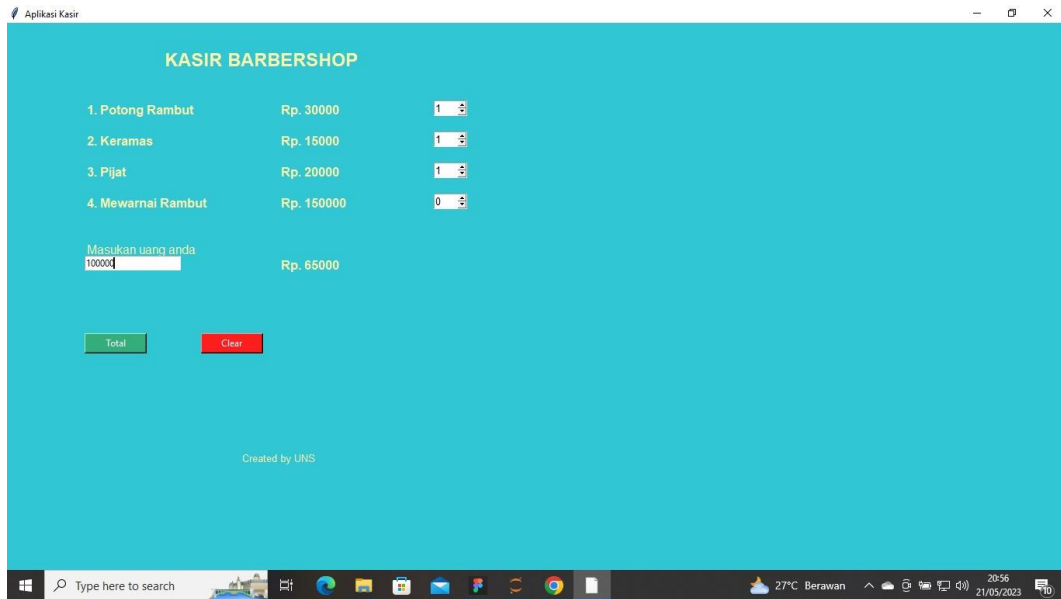 Aplikasi Kasir
KASIR BARBERSHOP
1. Potong Rambut Rp. 30000 1
2. Keramas Rp. 15000 1
3. Pijat Rp. 20000 1
4. Mewarnai Rambut Rp. 150000 0
Masukan uang anda
100000
Rp. 65000
Total Clear
Created by UNS
Type here to search 27°C Berawan 20:56
21/05/2023
10